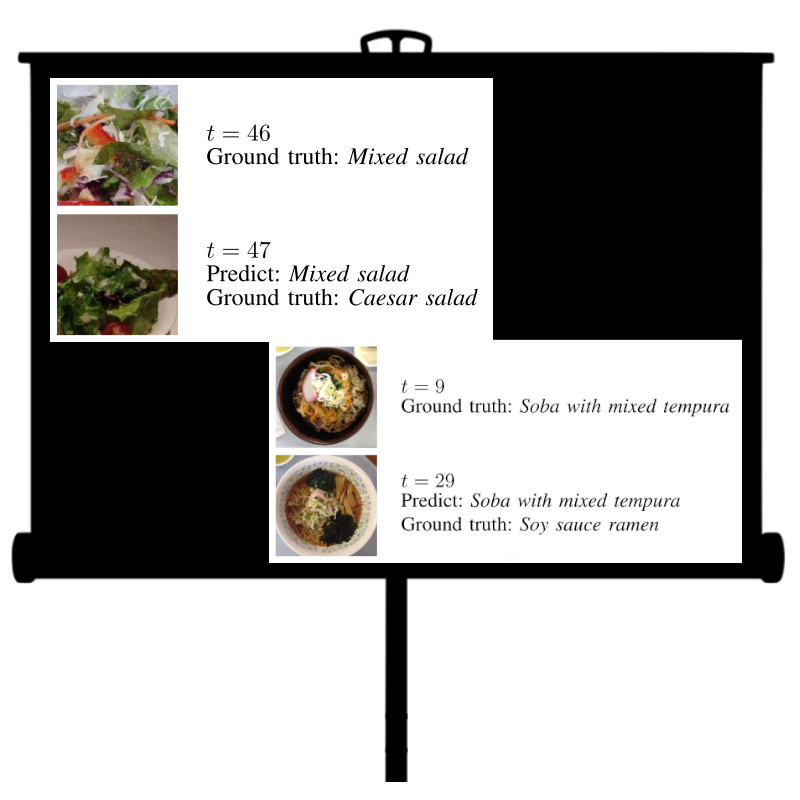 t = 46
Ground truth: Mixed salad
t = 47
Predict: Mixed salad
Ground truth: Caesar salad
t = 9
Ground truth: Soba with mixed tempura
t = 29
Predict: Soba with mixed tempura
Ground truth: Soy sauce ramen